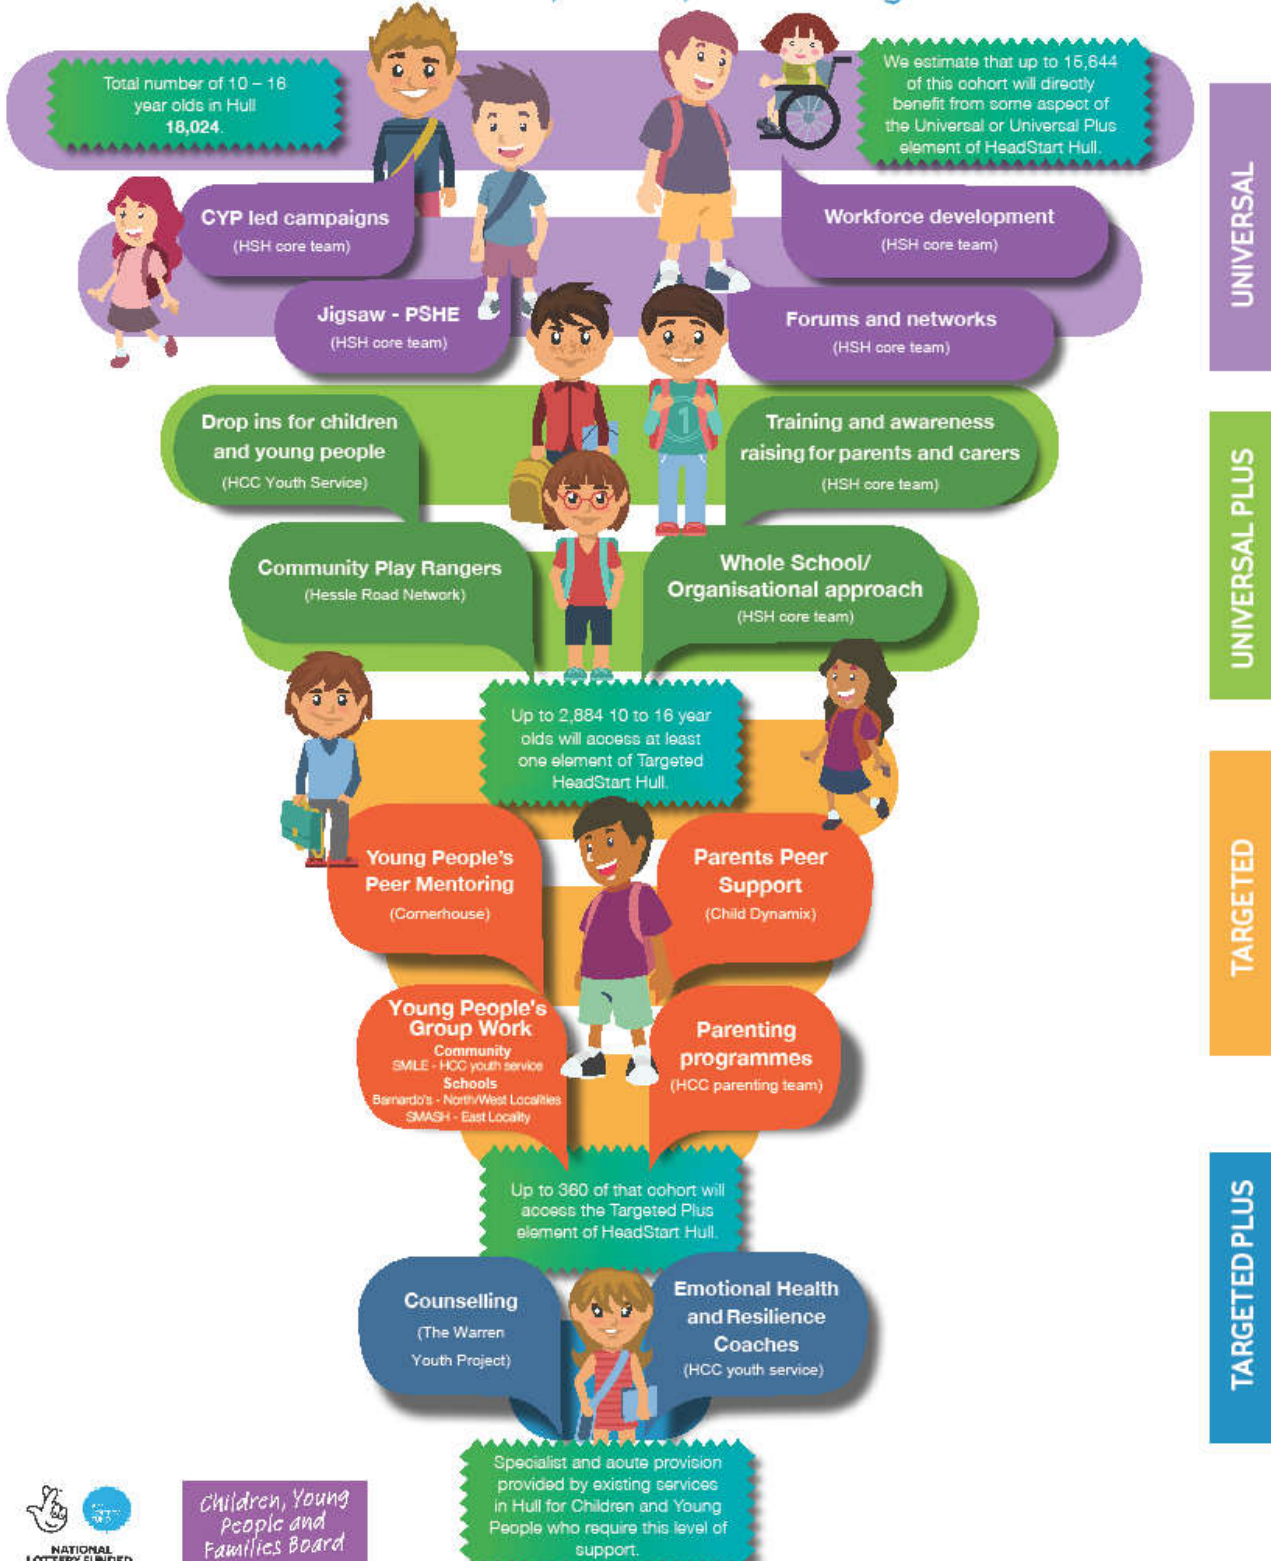 Total number of 10 – 16
year olds in Hull
18,024.
We estimate that up to 15,644
of this cohort will directly
benefit from some aspect of
the Universal or Universal Plus
element of HeadStart Hull.
UNIVERSAL
CYP led campaigns
(HSH core team)
Workforce development
(HSH core team)
Jigsaw - PSHE
(HSH core team)
Forums and networks
(HSH core team)
UNIVERSAL PLUS
Drop ins for children
and young people
(HCC Youth Service)
1
Training and awareness
raising for parents and carers
(HSH core team)
Community Play Rangers
(Hessle Road Network)
Whole School/
Organisational approach
(HSH core team)
Up to 2,884 10 to 16 year
olds will access at least
one element of Targeted
HeadStart Hull.
TARGETED
Young People's
Peer Mentoring
(Cornerhouse)
Parents Peer
Support
(Child Dynamix)
Young People's
Group Work
Community
SMILE - HCC youth service
Schools
Barnardo's - North/West Localities
SMASH - East Locality
Parenting
programmes
(HCC parenting team)
Up to 360 of that cohort will
access the Targeted Plus
element of HeadStart Hull.
TARGETED PLUS
Counselling
(The Warren
Youth Project)
Emotional Health
and Resilience
Coaches
(HCC youth service)
Specialist and acute provision
provided by existing services
in Hull for Children and Young
People who require this level of
support.
NATIONAL
LOTTERY FUNDED
Children, Young
People and
Families Board